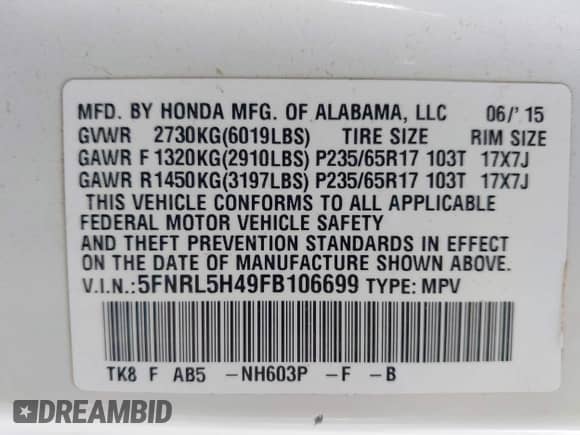 MFD. BY HONDA MFG. OF ALABAMA, LLC 06/' 15
GVWR 2730KG(6019LBS) TIRE SIZE RIM SIZE
GAWR F 1320KG(2910LBS) P235/65R17 103T 17X7J
GAWR R1450KG(3197LBS) P235/65R17 103T 17X7J
THIS VEHICLE CONFORMS TO ALL APPLICABLE
FEDERAL MOTOR VEHICLE SAFETY
AND THEFT PREVENTION STANDARDS IN EFFECT
ON THE DATE OF MANUFACTURE SHOWN ABOVE.
V.I.N.:5FNRL5H49FB106699 TYPE: MPV
TK8 F AB5 -NH603P -F -B
DREAMBID